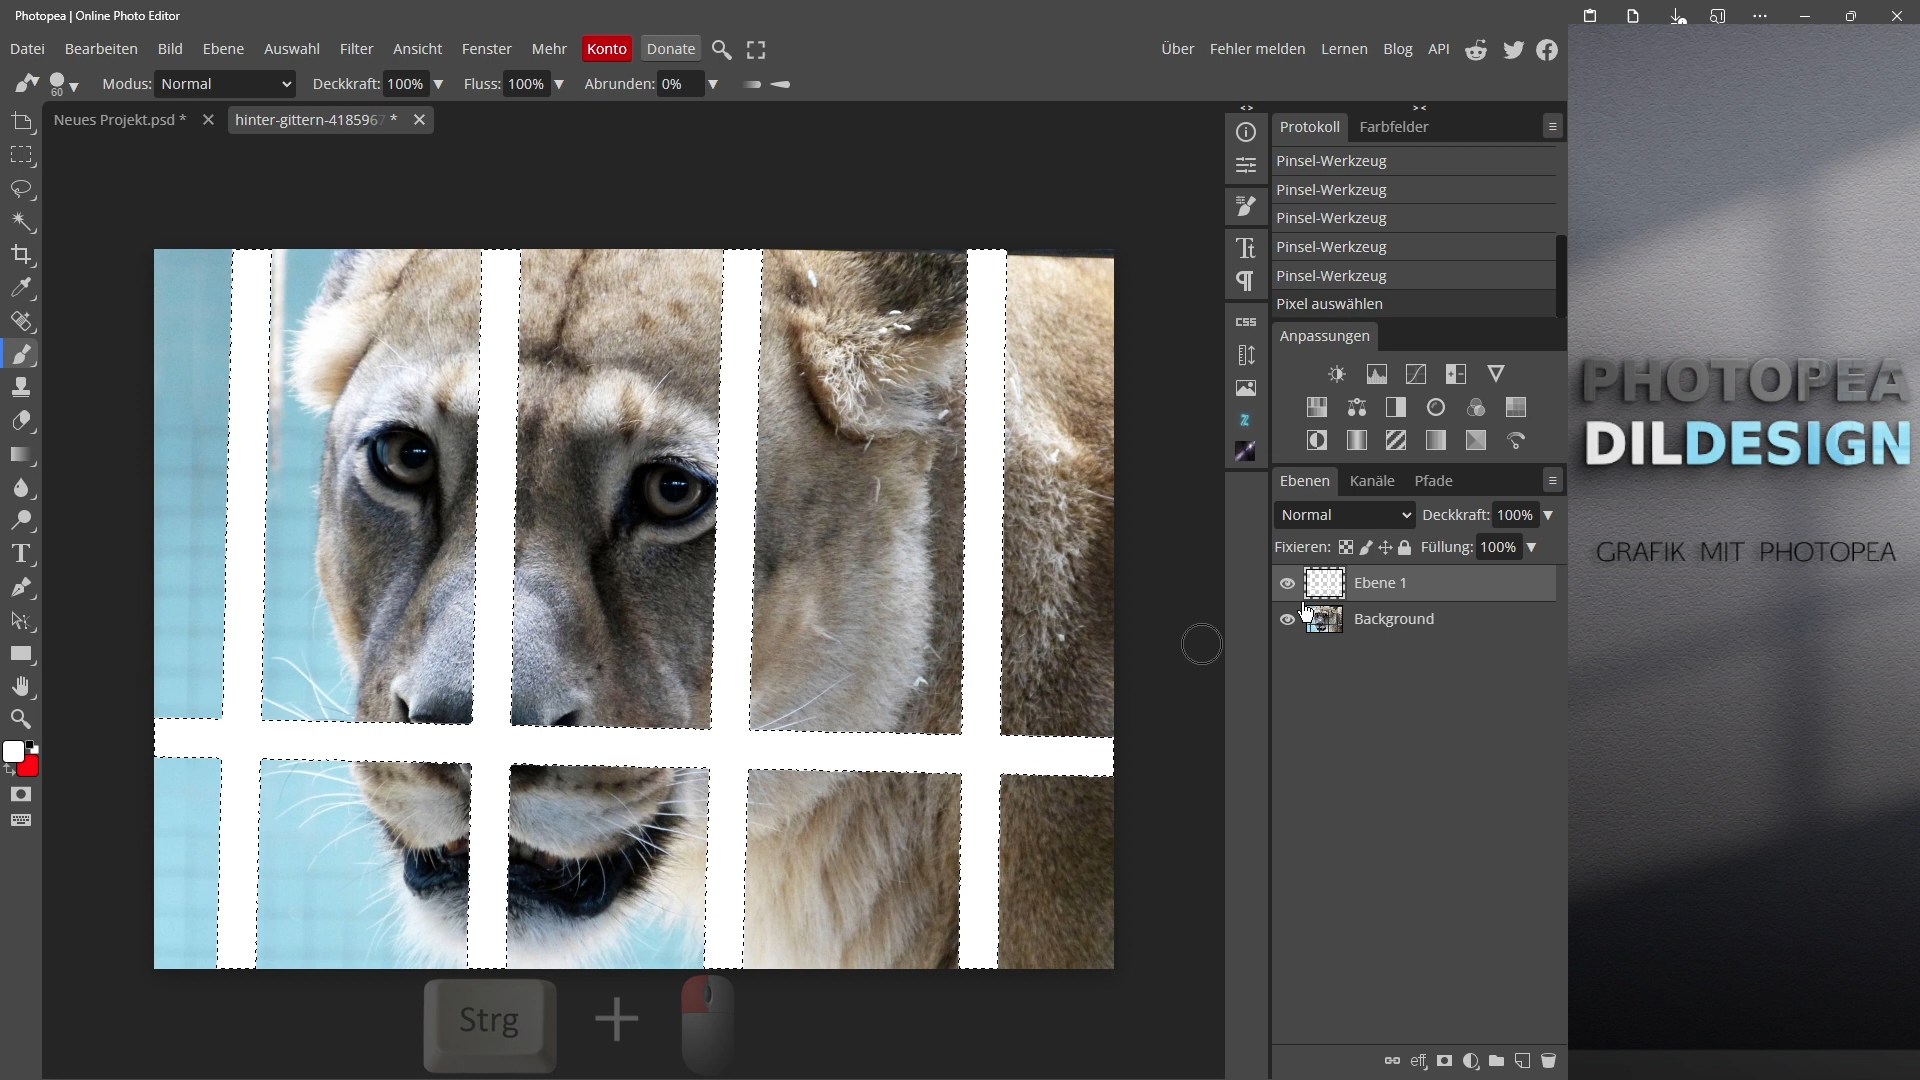 Photopea | Online Photo Editor
Datei Bearbeiten Bild Ebene Auswahl Filter Ansicht Fenster Mehr Konto Donate
Über Fehler melden Lernen Blog API
60 Modus: Normal Deckkraft: 100% Fluss: 100% Abrunden: 0%
Neues Projekt.psd *
hinter-gittern-4185967 *
Protokoll Farbfelder
Pinsel-Werkzeug
Pinsel-Werkzeug
Pinsel-Werkzeug
Pinsel-Werkzeug
Pinsel-Werkzeug
Pixel auswählen
CSS
Anpassungen
Ebenen Kanäle Pfade
Normal Deckkraft: 100%
Fixieren: Füllung: 100%
Ebene 1
Background
eff
Strg +
PHOTOPEA
DILDESIGN
GRAFIK MIT PHOTOPEA